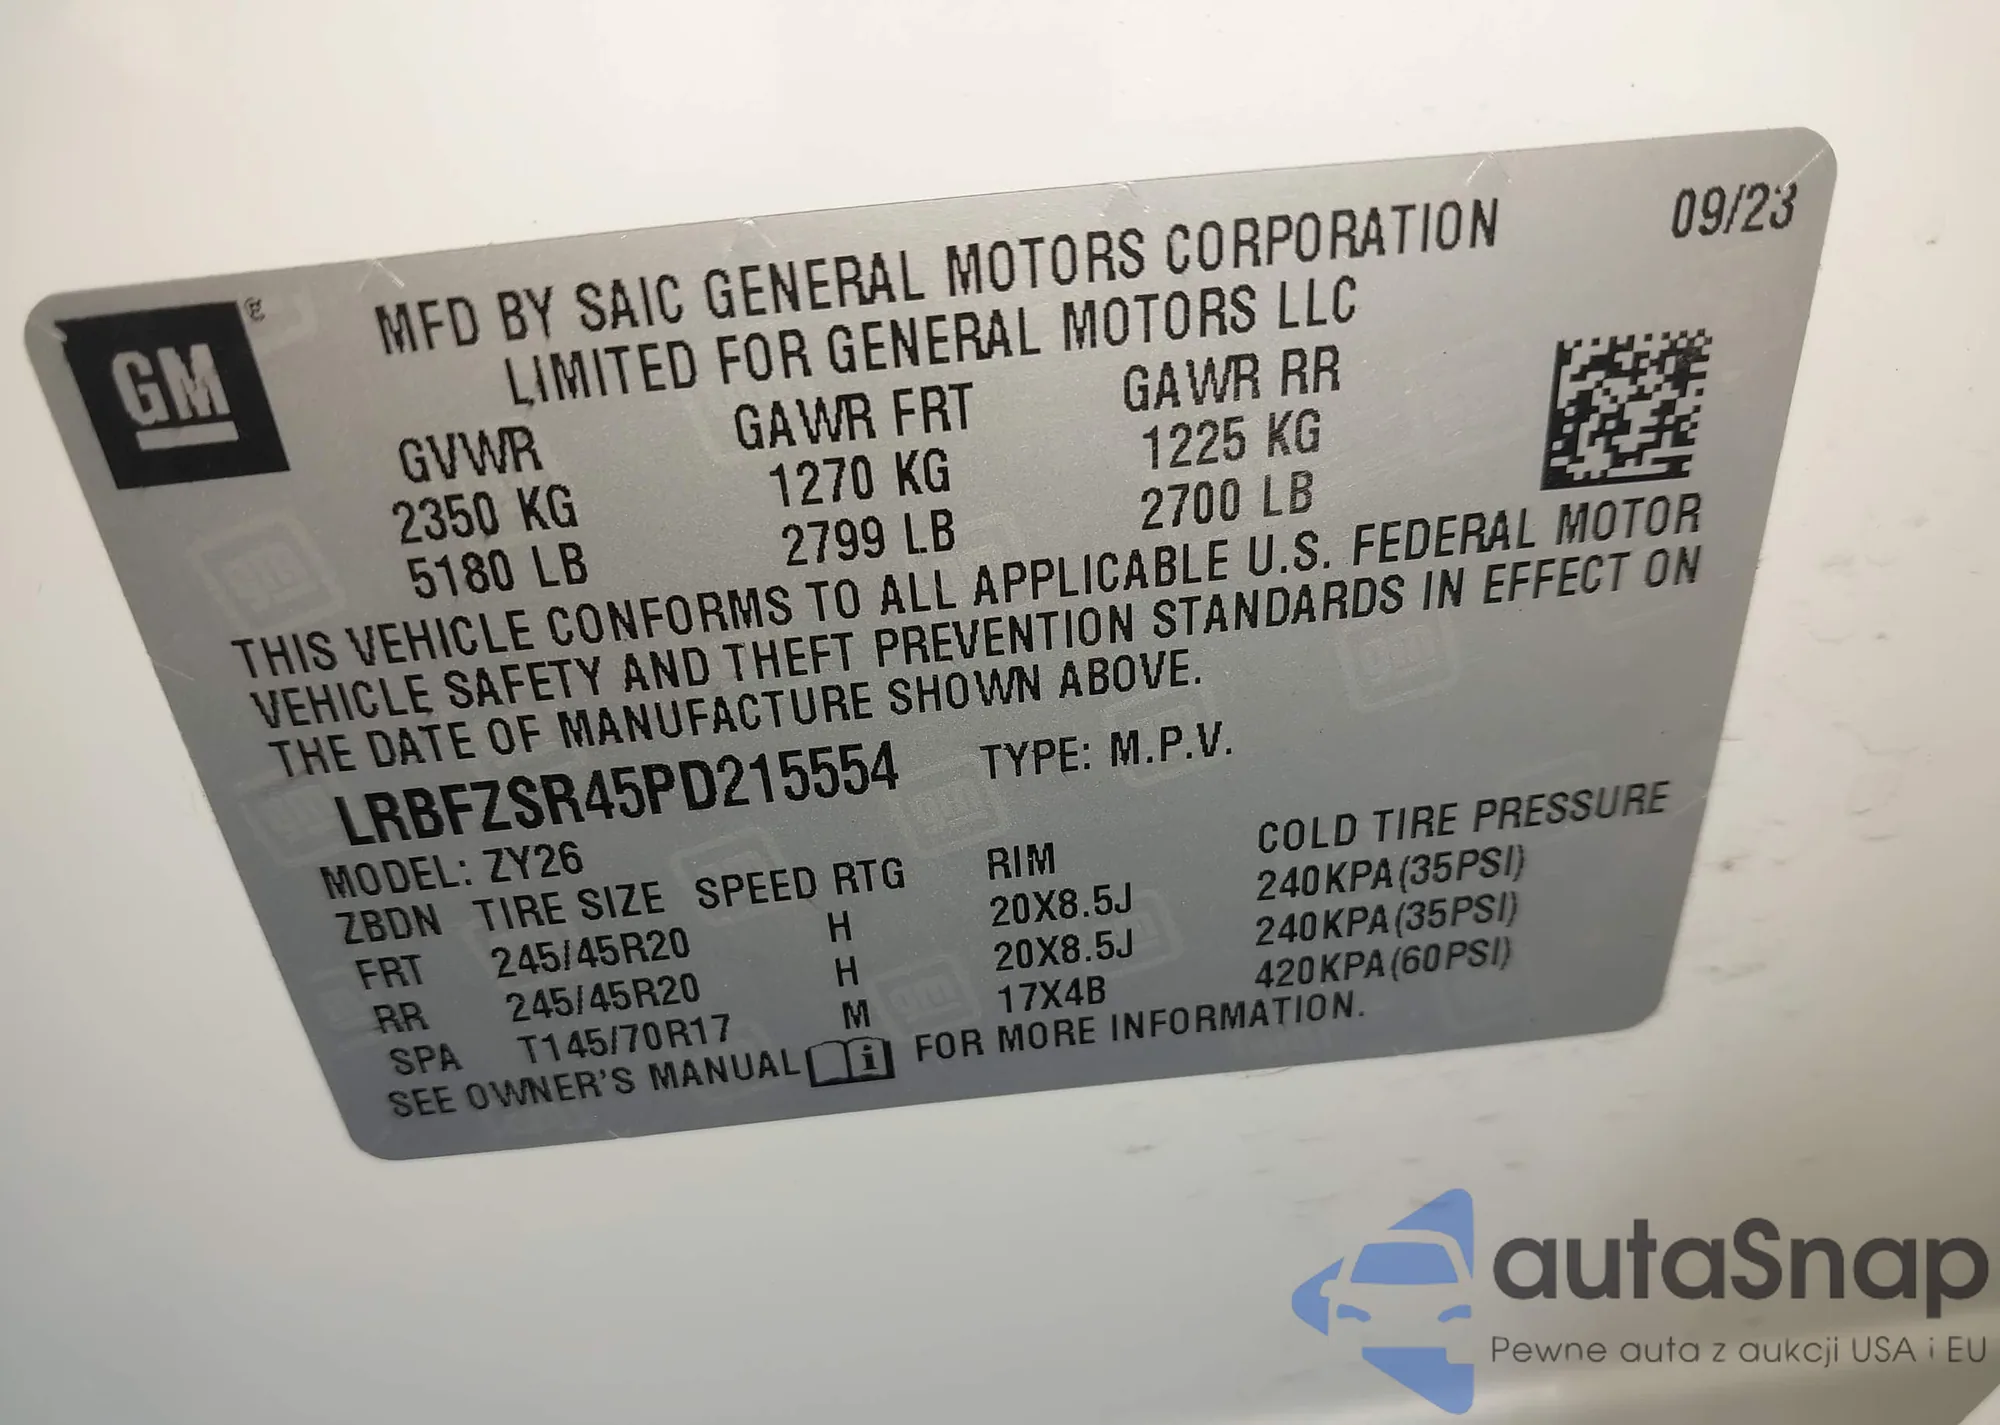 09/23
GM
MFD BY SAIC GENERAL MOTORS CORPORATION
LIMITED FOR GENERAL MOTORS LLC
GVWR GAWR FRT GAWR RR
2350 KG 1270 KG 1225 KG
5180 LB 2799 LB 2700 LB
THIS VEHICLE CONFORMS TO ALL APPLICABLE U.S. FEDERAL MOTOR
VEHICLE SAFETY AND THEFT PREVENTION STANDARDS IN EFFECT ON
THE DATE OF MANUFACTURE SHOWN ABOVE.
LRBFZSR45PD215554 TYPE: M.P.V.
MODEL: ZY26
ZBDN TIRE SIZE SPEED RTG RIM COLD TIRE PRESSURE
FRT 245/45R20 H 20X8.5J 240KPA(35PSI)
RR 245/45R20 H 20X8.5J 240KPA(35PSI)
SPA T145/70R17 M 17X4B 420KPA(60PSI)
SEE OWNER'S MANUAL i FOR MORE INFORMATION.
autaSnap
Pewne auta z aukcji USA i EU